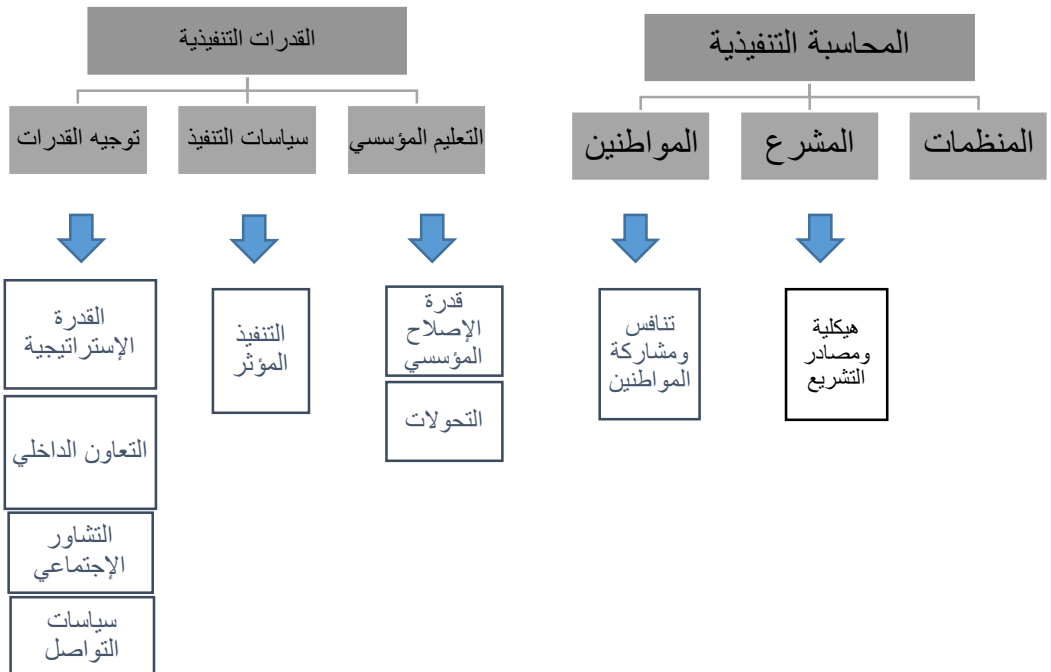 المحاسبة التنفيذية
المنظمات
المشرع
المواطنين
هيكلية
ومصادر
التشريع
تنافس
ومشاركة
المواطنين
القدرات التنفيذية
التعليم المؤسسي
سياسات التنفيذ
توجيه القدرات
قدرة
الإصلاح
المؤسسي
التحولات
التنفيذ
المؤثر
القدرة
الإستراتيجية
التعاون الداخلي
التشاور
الإجتماعي
سياسات
التواصل